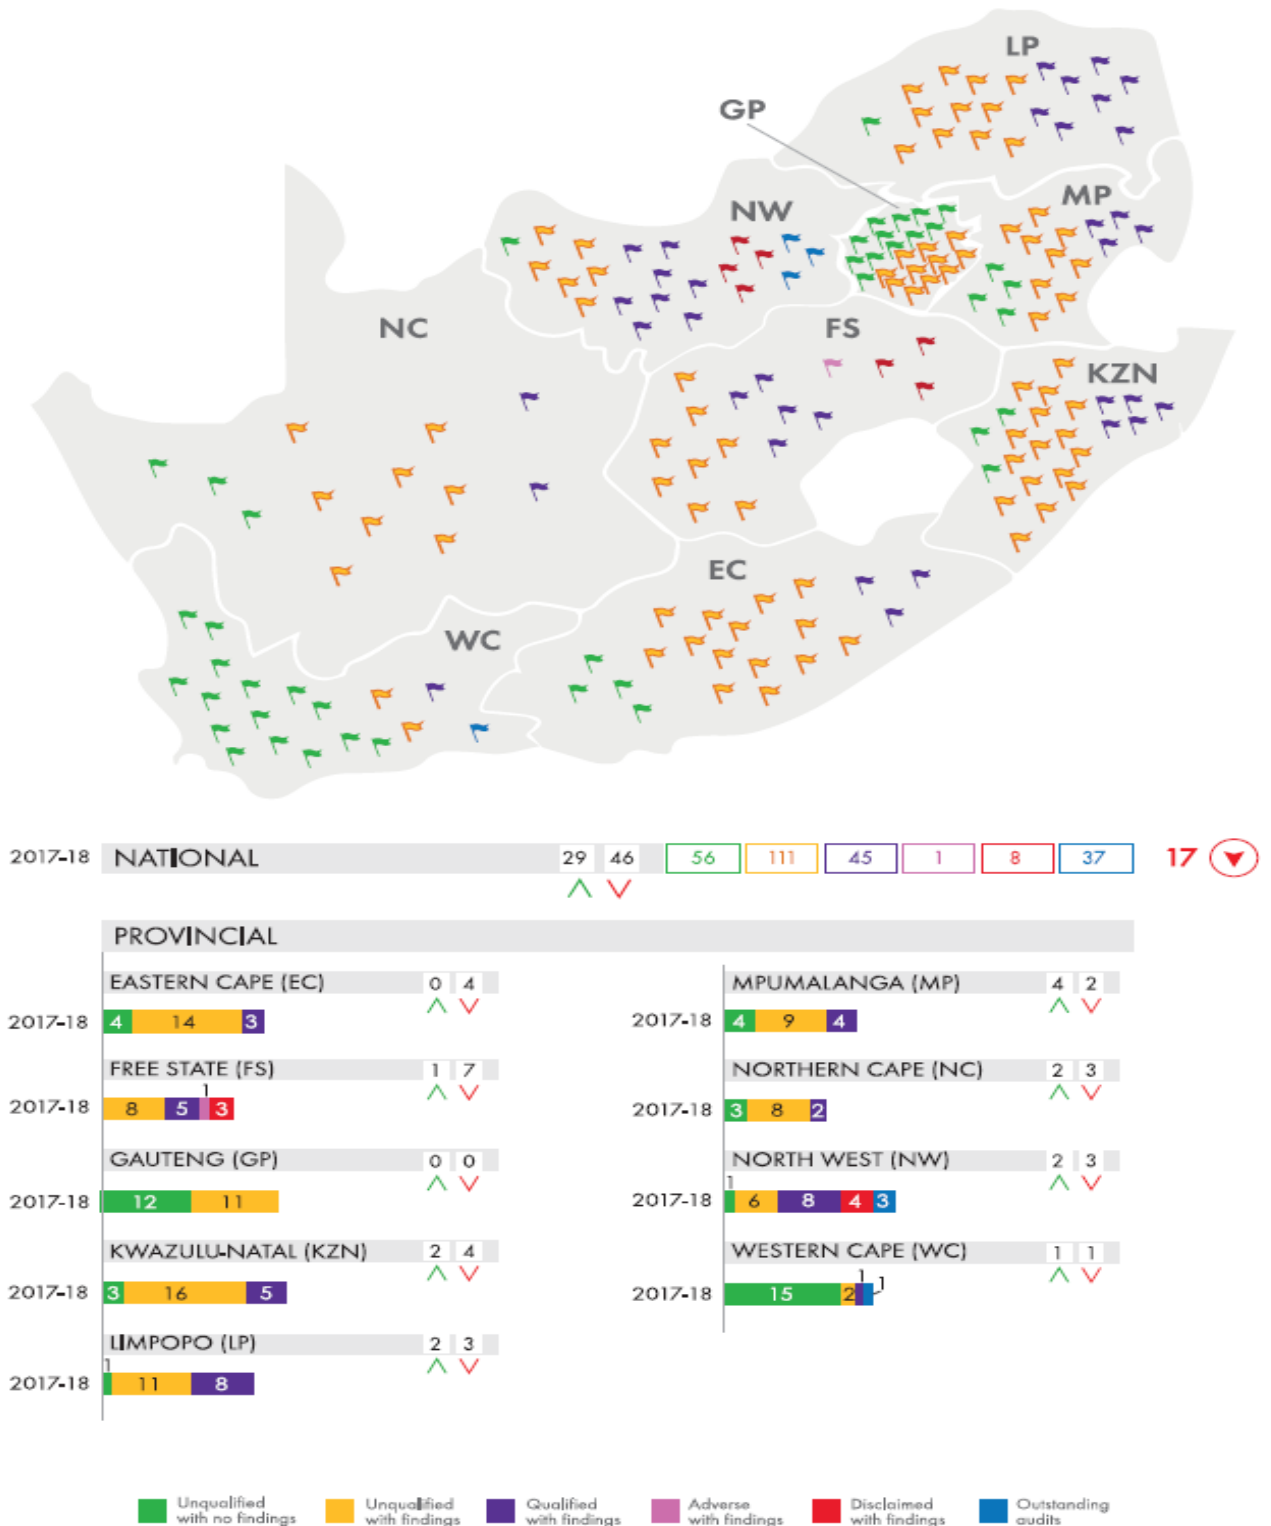 LP
GP
MP
NW
NC
FS
KZN
EC
WC
2017-18 NATIONAL 29 46 56 111 45 1 8 37 17
PROVINCIAL
EASTERN CAPE (EC) 0 4
2017-18 4 14 3
FREE STATE (FS) 1 7
1
2017-18 8 5 3
GAUTENG (GP) 0 0
2017-18 12 11
KWAZULU-NATAL (KZN) 2 4
2017-18 3 16 5
LIMPOPO (LP) 2 3
1
2017-18 11 8
MPUMALANGA (MP) 4 2
2017-18 4 9 4
NORTHERN CAPE (NC) 2 3
2017-18 3 8 2
NORTH WEST (NW) 2 3
1
2017-18 6 8 4 3
WESTERN CAPE (WC) 1 1
1 1
2017-18 15 2
Unqualified
with no findings
Unqualified
with findings
Qualified
with findings
Adverse
with findings
Disclaimed
with findings
Outstanding
audits